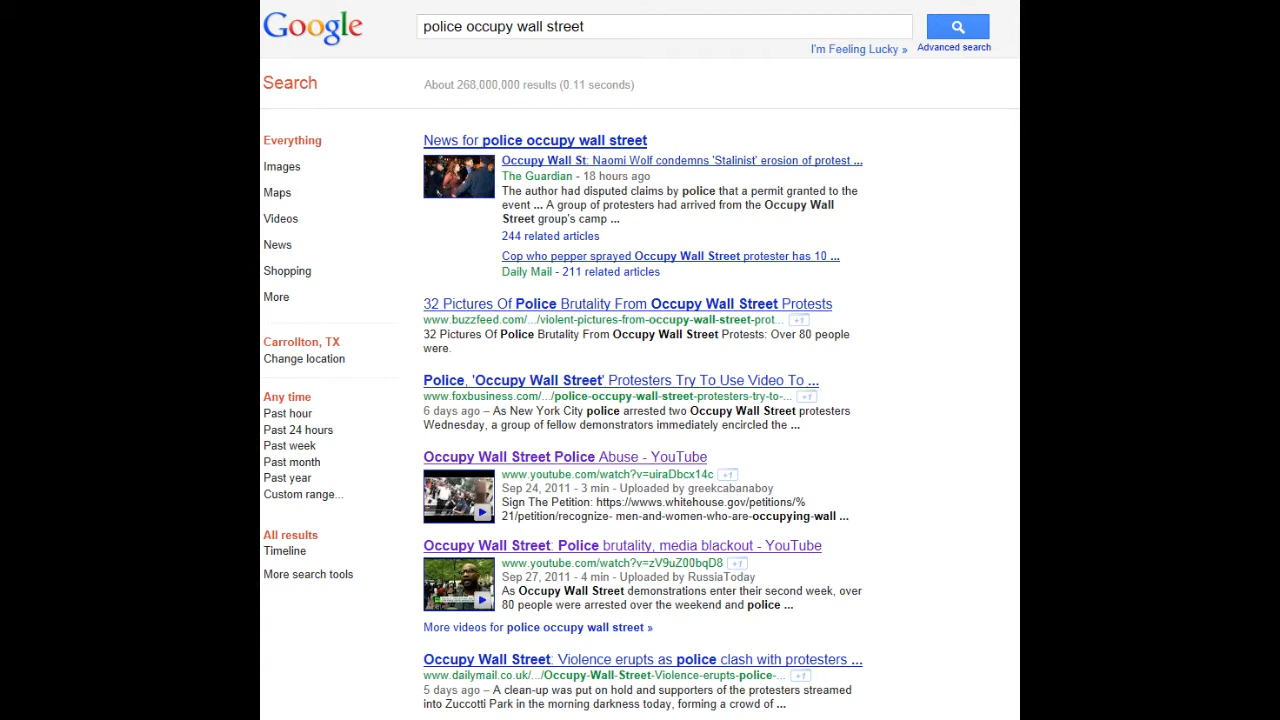 Google
police occupy wall street
I'm Feeling Lucky »
Advanced search
Search
About 268,000,000 results (0.11 seconds)
Everything
Images
Maps
Videos
News
Shopping
More
Carrollton, TX
Change location
Any time
Past hour
Past 24 hours
Past week
Past month
Past year
Custom range...
All results
Timeline
More search tools
News for police occupy wall street
Occupy Wall St: Naomi Wolf condemns 'Stalinist' erosion of protest ...
The Guardian - 18 hours ago
The author had disputed claims by police that a permit granted to the
event ... A group of protesters had arrived from the Occupy Wall
Street group's camp ...
244 related articles
Cop who pepper sprayed Occupy Wall Street protester has 10 ...
Daily Mail - 211 related articles
32 Pictures Of Police Brutality From Occupy Wall Street Protests
www.buzzfeed.com/.../violent-pictures-from-occupy-wall-street-prot... +1
32 Pictures Of Police Brutality From Occupy Wall Street Protests: Over 80 people
were.
Police, 'Occupy Wall Street' Protesters Try To Use Video To ...
www.foxbusiness.com/.../police-occupy-wall-street-protesters-try-to-... +1
6 days ago – As New York City police arrested two Occupy Wall Street protesters
Wednesday, a group of fellow demonstrators immediately encircled the ...
Occupy Wall Street Police Abuse - YouTube
www.youtube.com/watch?v=uiraDbcx14c +1
Sep 24, 2011 - 3 min - Uploaded by greekcabanaboy
Sign The Petition: https://wwws.whitehouse.gov/petitions/%
21/petition/recognize- men-and-women-who-are-occupying-wall ...
Occupy Wall Street: Police brutality, media blackout - YouTube
www.youtube.com/watch?v=zV9uZ00bqD8 +1
Sep 27, 2011 - 4 min - Uploaded by RussiaToday
As Occupy Wall Street demonstrations enter their second week, over
80 people were arrested over the weekend and police ...
More videos for police occupy wall street »
Occupy Wall Street: Violence erupts as police clash with protesters ...
www.dailymail.co.uk/.../Occupy-Wall-Street-Violence-erupts-police-... +1
5 days ago – A clean-up was put on hold and supporters of the protesters streamed
into Zuccotti Park in the morning darkness today, forming a crowd of ...